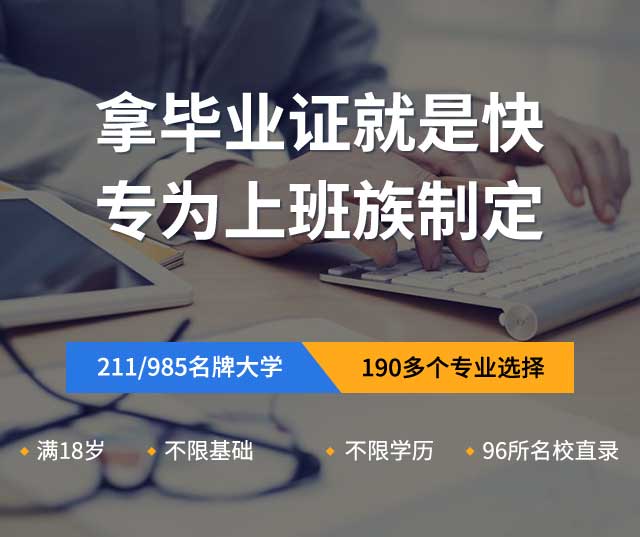 拿毕业证就是快
专为上班族制定
211/985名牌大学 190多个专业选择
满18岁 不限基础 不限学历 96所名校直录